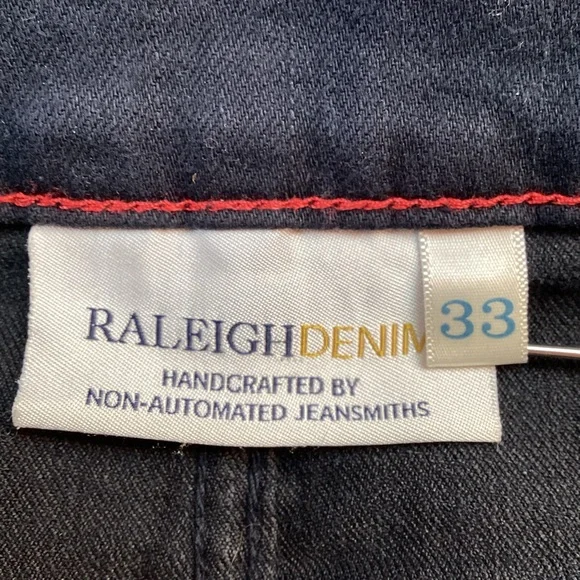 RALEIGHDENIM
33
HANDCRAFTED BY
NON-AUTOMATED JEANSMITHS